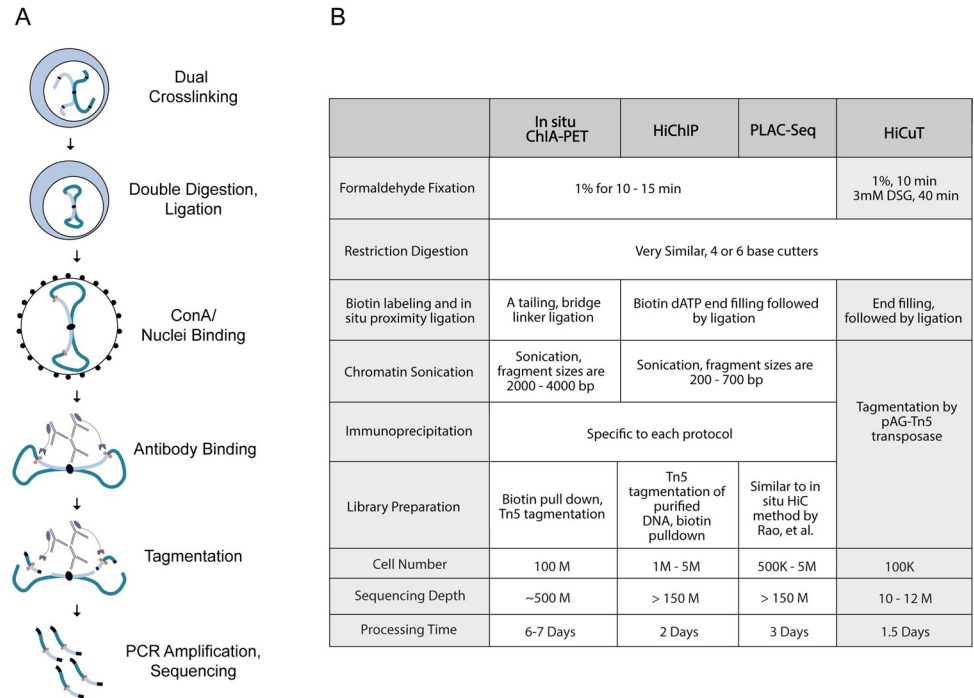 A
Dual
Crosslinking
Double Digestion,
Ligation
ConA/
Nuclei Binding
Antibody Binding
Tagmentation
PCR Amplification,
Sequencing
B
In situ
ChIA-PET
HiChIP
PLAC-Seq
HiCuT
Formaldehyde Fixation
1% for 10 - 15 min
1%, 10 min
3mM DSG, 40 min
Restriction Digestion
Very Similar, 4 or 6 base cutters
Biotin labeling and in
situ proximity ligation
A tailing, bridge
linker ligation
Biotin dATP end filling followed
by ligation
End filling,
followed by ligation
Chromatin Sonication
Sonication,
fragment sizes are
2000 - 4000 bp
Sonication, fragment sizes are
200 - 700 bp
Tagmentation by
pAG-Tn5
transposase
Immunoprecipitation
Specific to each protocol
Library Preparation
Biotin pull down,
Tn5 tagmentation
Tn5
tagmentation of
purified
DNA, biotin
pulldown
Similar to in
situ HiC
method by
Rao, et al.
Cell Number
100 M
1M - 5M
500K - 5M
100K
Sequencing Depth
~500 M
> 150 M
> 150 M
10 - 12 M
Processing Time
6-7 Days
2 Days
3 Days
1.5 Days